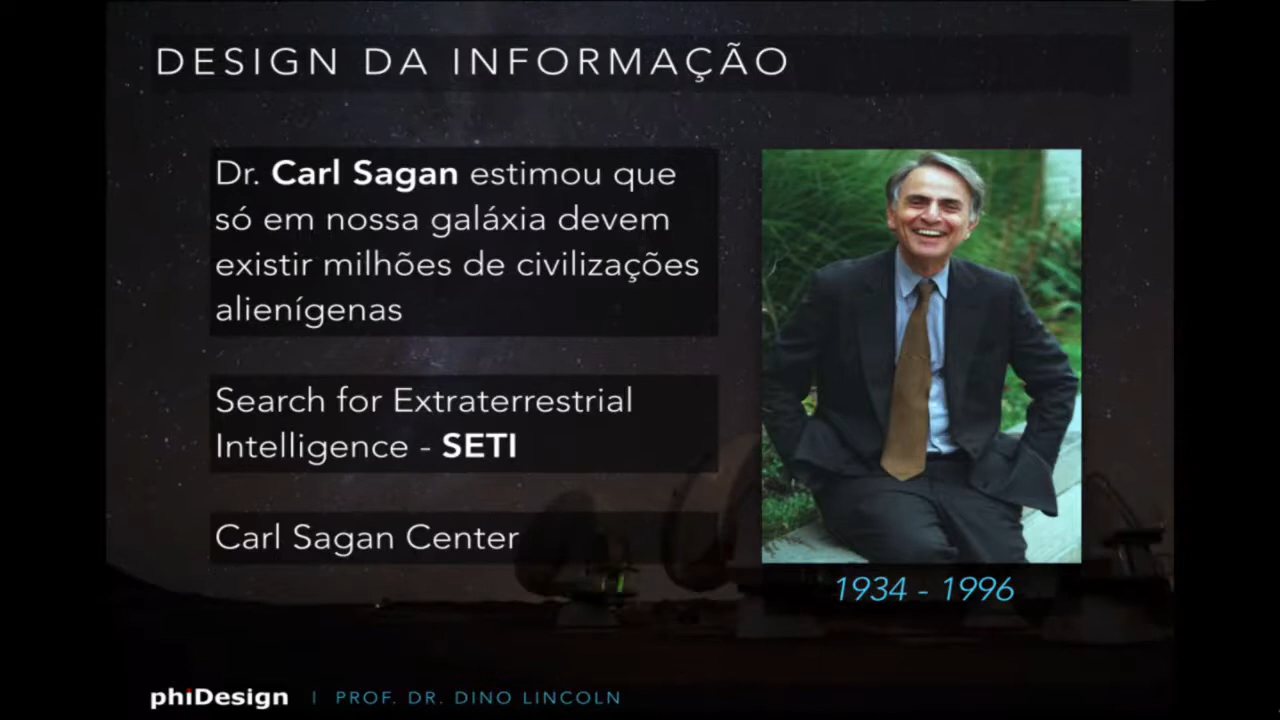 DESIGN DA INFORMAÇÃO
Dr. Carl Sagan estimou que
só em nossa galáxia devem
existir milhões de civilizações
alienígenas
Search for Extraterrestrial
Intelligence - SETI
Carl Sagan Center
1934 - 1996
phiDesign | PROF. DR. DINO LINCOLN